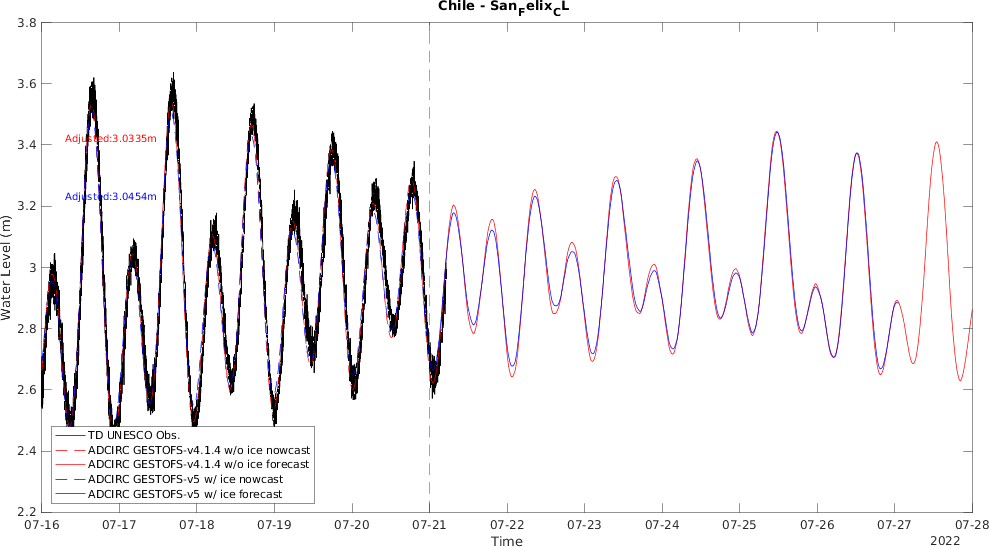 Chile - San_Felix_CL
3.8
3.6
3.4
3.2
3
2.8
2.6
2.4
2.2
Water Level (m)
Adjusted:3.0335m
Adjusted:3.0454m
TD UNESCO Obs.
ADCIRC GESTOFS-v4.1.4 w/o ice nowcast
ADCIRC GESTOFS-v4.1.4 w/o ice forecast
ADCIRC GESTOFS-v5 w/ ice nowcast
ADCIRC GESTOFS-v5 w/ ice forecast
07-16 07-17 07-18 07-19 07-20 07-21 07-22 07-23 07-24 07-25 07-26 07-27 07-28
Time
2022